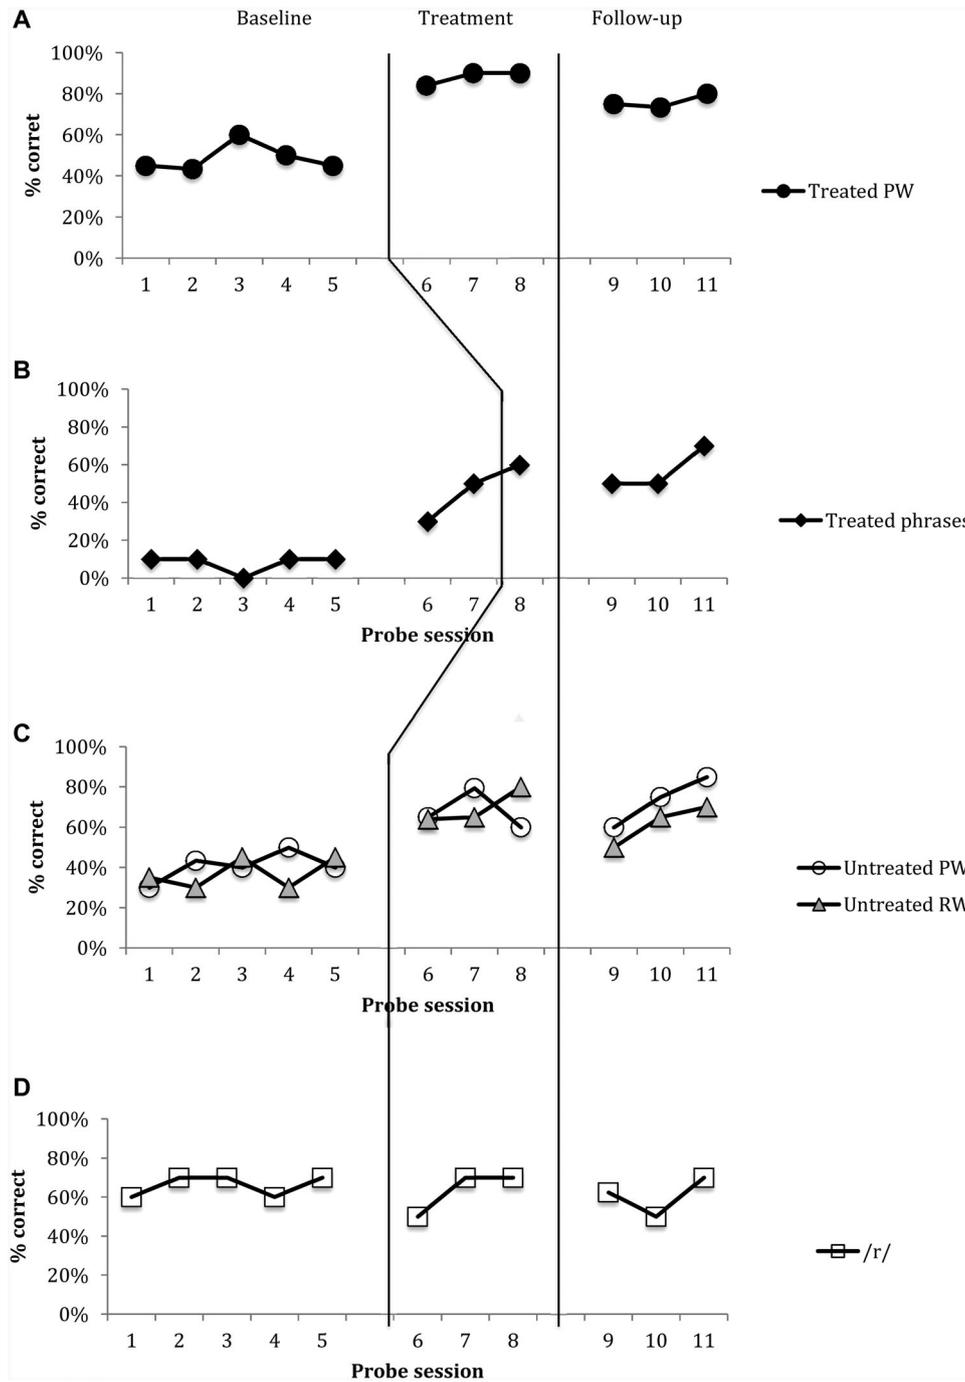 A Baseline Treatment Follow-up
100%
80%
60%
40%
20%
0%
% corret
1 2 3 4 5 6 7 8 9 10 11
Treated PW
B
100%
80%
60%
40%
20%
0%
% correct
1 2 3 4 5 6 7 8 9 10 11
Probe session
Treated phrases
C
100%
80%
60%
40%
20%
0%
% correct
1 2 3 4 5 6 7 8 9 10 11
Probe session
Untreated PW
Untreated RW
D
100%
80%
60%
40%
20%
0%
% correct
1 2 3 4 5 6 7 8 9 10 11
Probe session
/r/